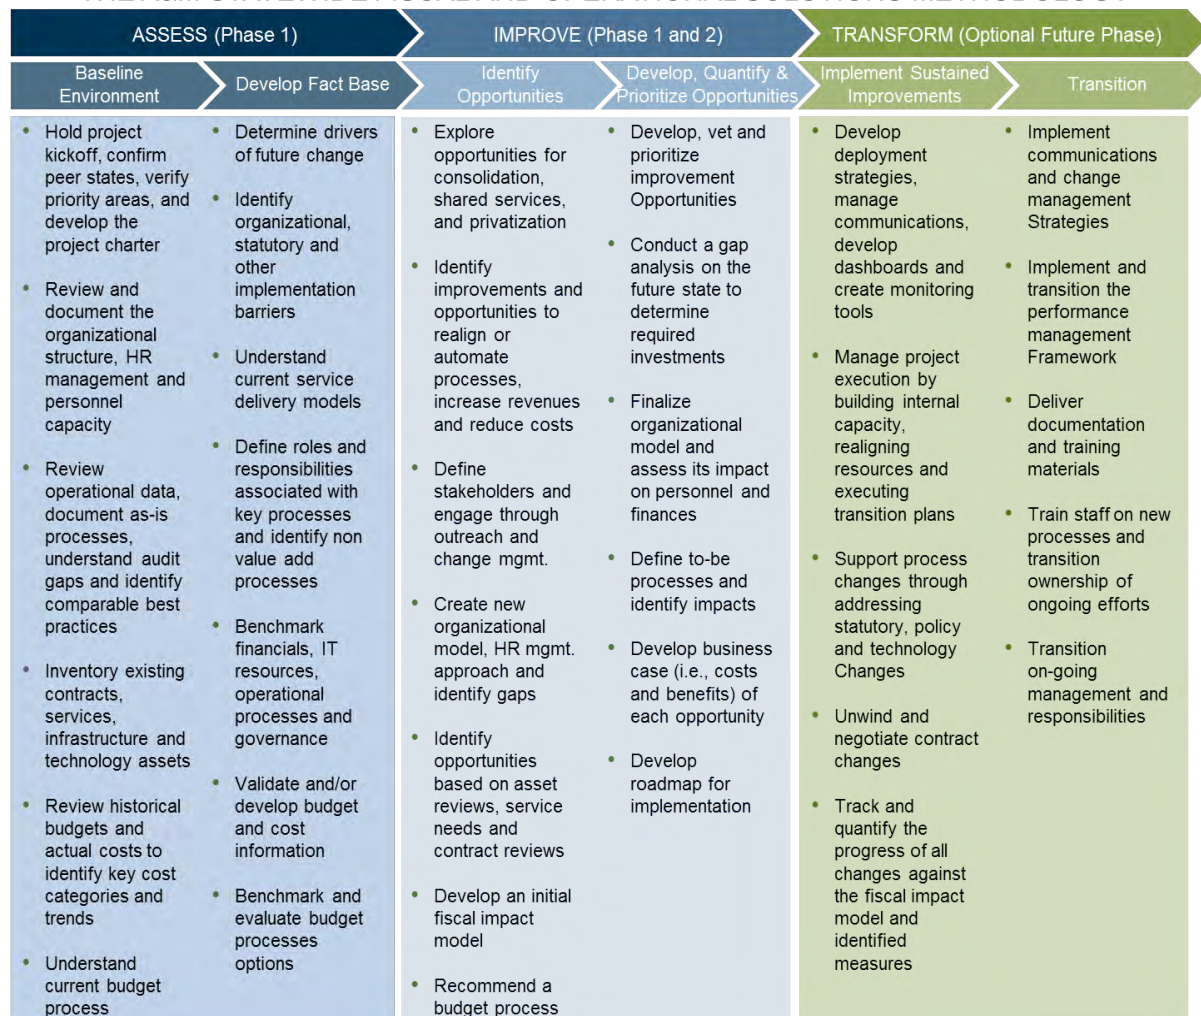 ASSESS (Phase 1)
IMPROVE (Phase 1 and 2)
TRANSFORM (Optional Future Phase)
Baseline
Environment
Develop Fact Base
Identify
Opportunities
Develop, Quantify &
Prioritize Opportunities
Implement Sustained
Improvements
Transition
• Hold project
kickoff, confirm
peer states, verify
priority areas, and
develop the
project charter
• Review and
document the
organizational
structure, HR
management and
personnel
capacity
• Review
operational data,
document as-is
processes,
understand audit
gaps and identify
comparable best
practices
• Inventory existing
contracts,
services,
infrastructure and
technology assets
• Review historical
budgets and
actual costs to
identify key cost
categories and
trends
• Understand
current budget
process
• Determine drivers
of future change
• Identify
organizational,
statutory and
other
implementation
barriers
• Understand
current service
delivery models
• Define roles and
responsibilities
associated with
key processes
and identify non
value add
processes
• Benchmark
financials, IT
resources,
operational
processes and
governance
• Validate and/or
develop budget
and cost
information
• Benchmark and
evaluate budget
processes
options
• Explore
opportunities for
consolidation,
shared services,
and privatization
• Identify
improvements and
opportunities to
realign or
automate
processes,
increase revenues
and reduce costs
• Define
stakeholders and
engage through
outreach and
change mgmt.
• Create new
organizational
model, HR mgmt.
approach and
identify gaps
• Identify
opportunities
based on asset
reviews, service
needs and
contract reviews
• Develop an initial
fiscal impact
model
• Recommend a
budget process
• Develop, vet and
prioritize
improvement
Opportunities
• Conduct a gap
analysis on the
future state to
determine
required
investments
• Finalize
organizational
model and
assess its impact
on personnel and
finances
• Define to-be
processes and
identify impacts
• Develop business
case (i.e., costs
and benefits) of
each opportunity
• Develop
roadmap for
implementation
• Develop
deployment
strategies,
manage
communications,
develop
dashboards and
create monitoring
tools
• Manage project
execution by
building internal
capacity,
realigning
resources and
executing
transition plans
• Support process
changes through
addressing
statutory, policy
and technology
Changes
• Unwind and
negotiate contract
changes
• Track and
quantify the
progress of all
changes against
the fiscal impact
model and
identified
measures
• Implement
communications
and change
management
Strategies
• Implement and
transition the
performance
management
Framework
• Deliver
documentation
and training
materials
• Train staff on new
processes and
transition
ownership of
ongoing efforts
• Transition
on-going
management and
responsibilities